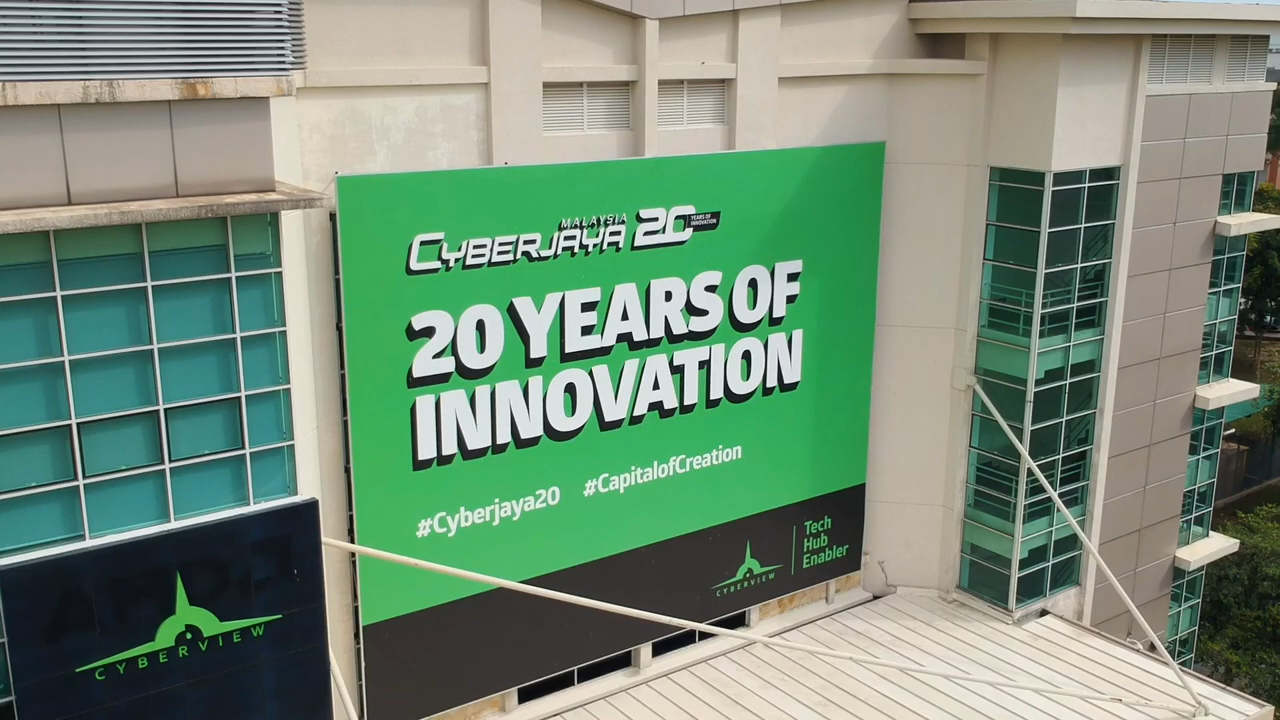 MALAYSIA
CYBERJAYA 20 YEARS OF INNOVATION
20 YEARS OF
INNOVATION
#Cyberjaya20 #CapitalofCreation
CYBERVIEW
Tech
Hub
Enabler
CYBERVIEW